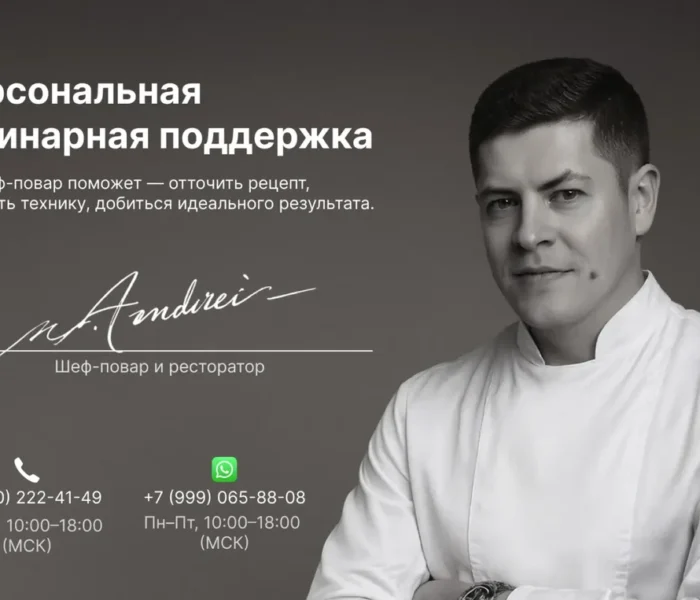 рсональная
инарная поддержка
ф-повар поможет — отточить рецепт,
ть технику, добиться идеального результата.
Andrei
Шеф-повар и ресторатор
0) 222-41-49
+7 (999) 065-88-08
10:00–18:00
(МСК)
Пн–Пт, 10:00–18:00
(МСК)